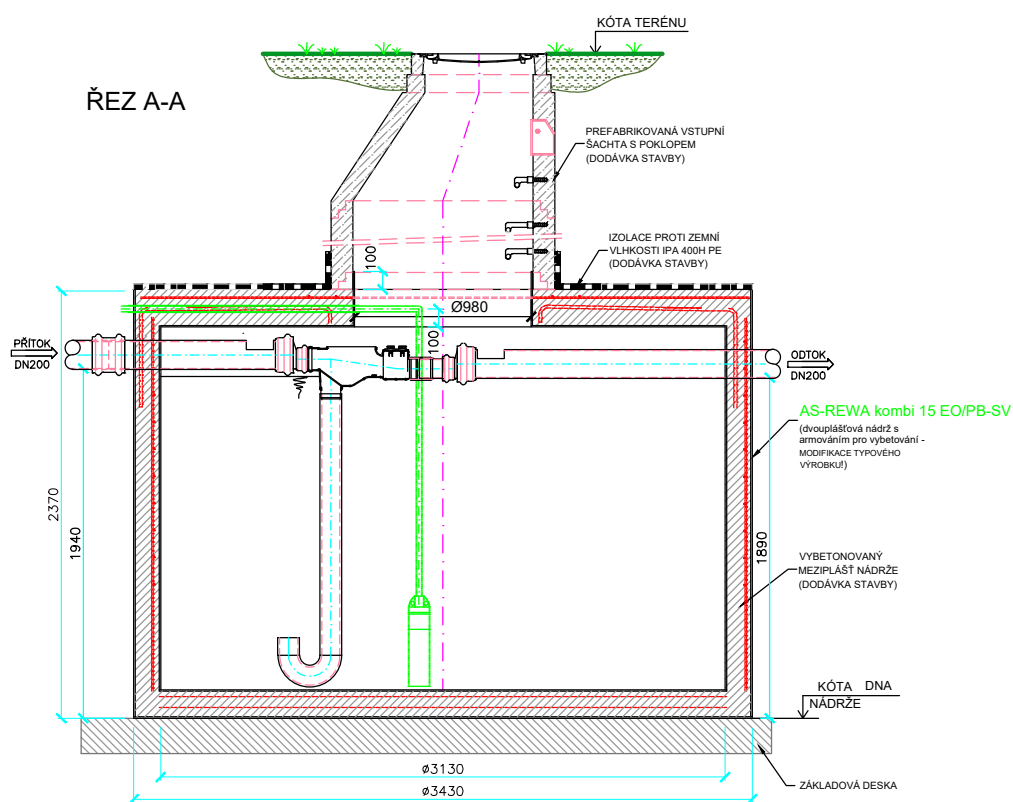 KÓTA TERÉNU
ŘEZ A-A
PREFABRIKOVANÁ VSTUPNÍ
ŠACHTA S POKLOPEM
(DODÁVKA STAVBY)
IZOLACE PROTI ZEMNÍ
VLHKOSTI IPA 400H PE
(DODÁVKA STAVBY)
100
Ø980
100
PŘÍTOK
DN200
ODTOK
DN200
AS-REWA kombi 15 EO/PB-SV
(dvouplášťová nádrž s
armováním pro vybetování -
MODIFIKACE TYPOVÉHO
VÝROBKU!)
2370
1940
1890
VYBETONOVANÝ
MEZIPLÁŠŤ NÁDRŽE
(DODÁVKA STAVBY)
KÓTA DNA
NÁDRŽE
ø3130
ø3430
ZÁKLADOVÁ DESKA